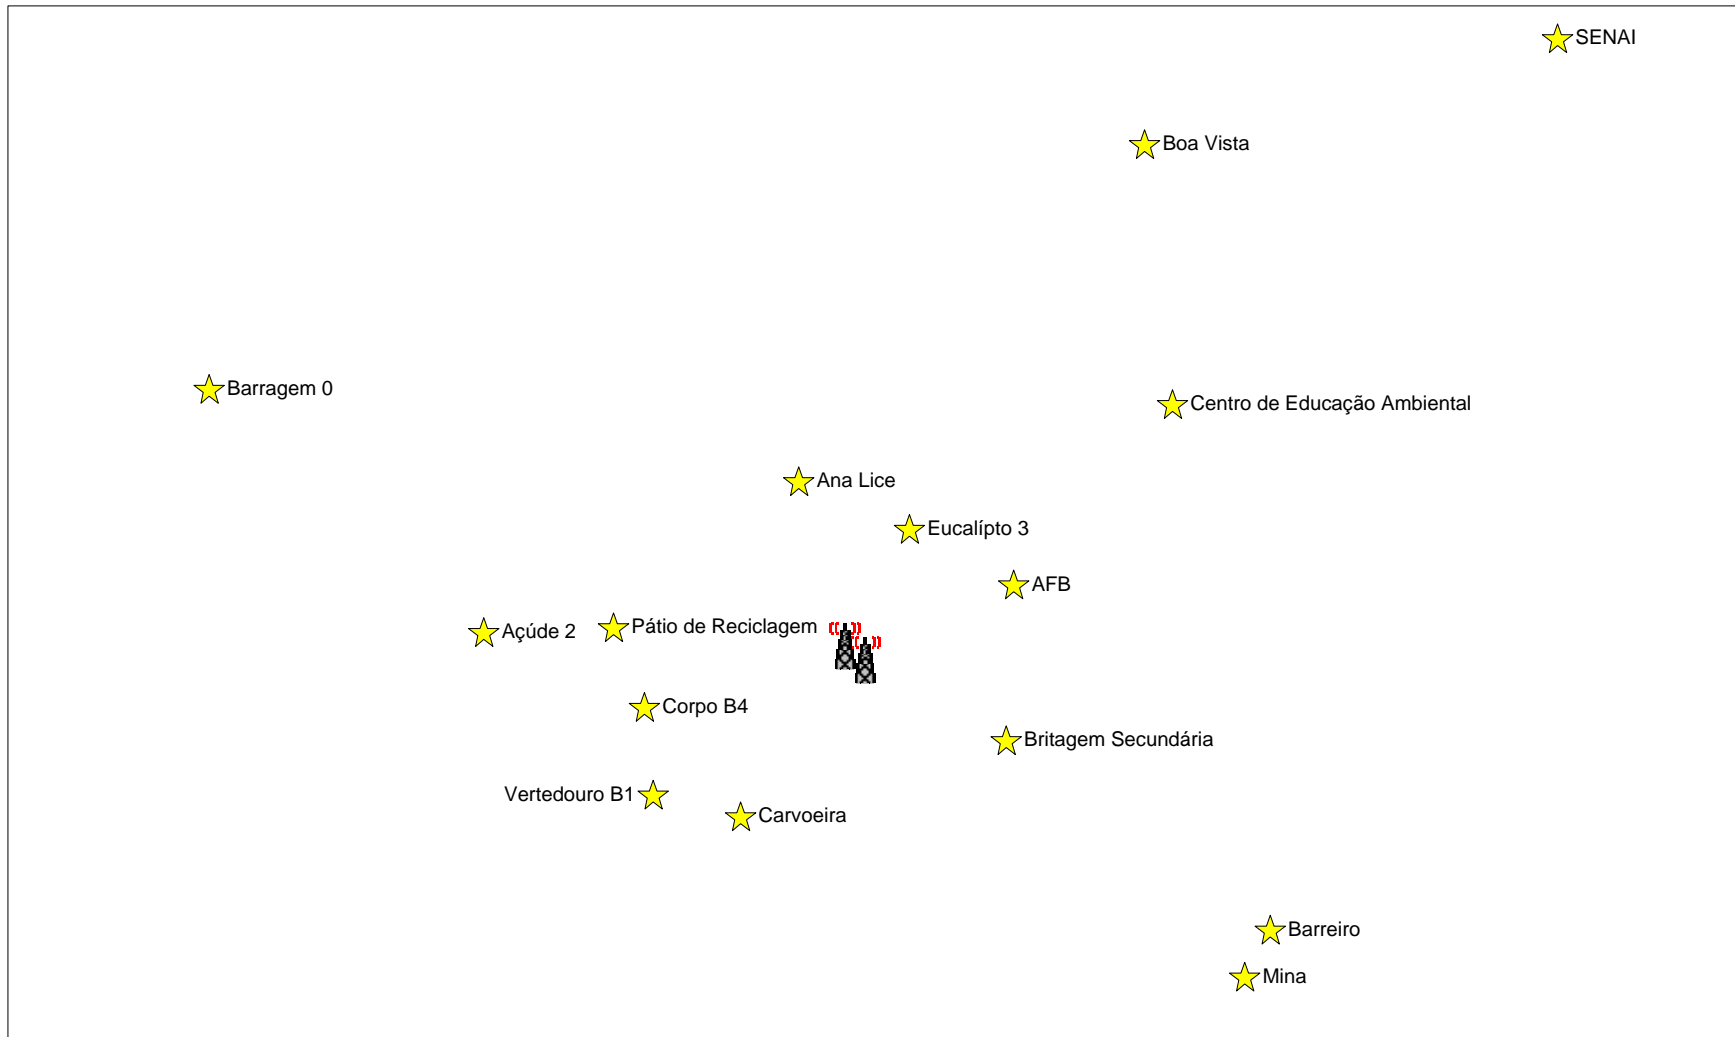 SENAI
Boa Vista
Barragem 0
Centro de Educação Ambiental
Ana Lice
Eucalípto 3
AFB
Açúde 2
Pátio de Reciclagem
Corpo B4
Britagem Secundária
Vertedouro B1
Carvoeira
Barreiro
Mina